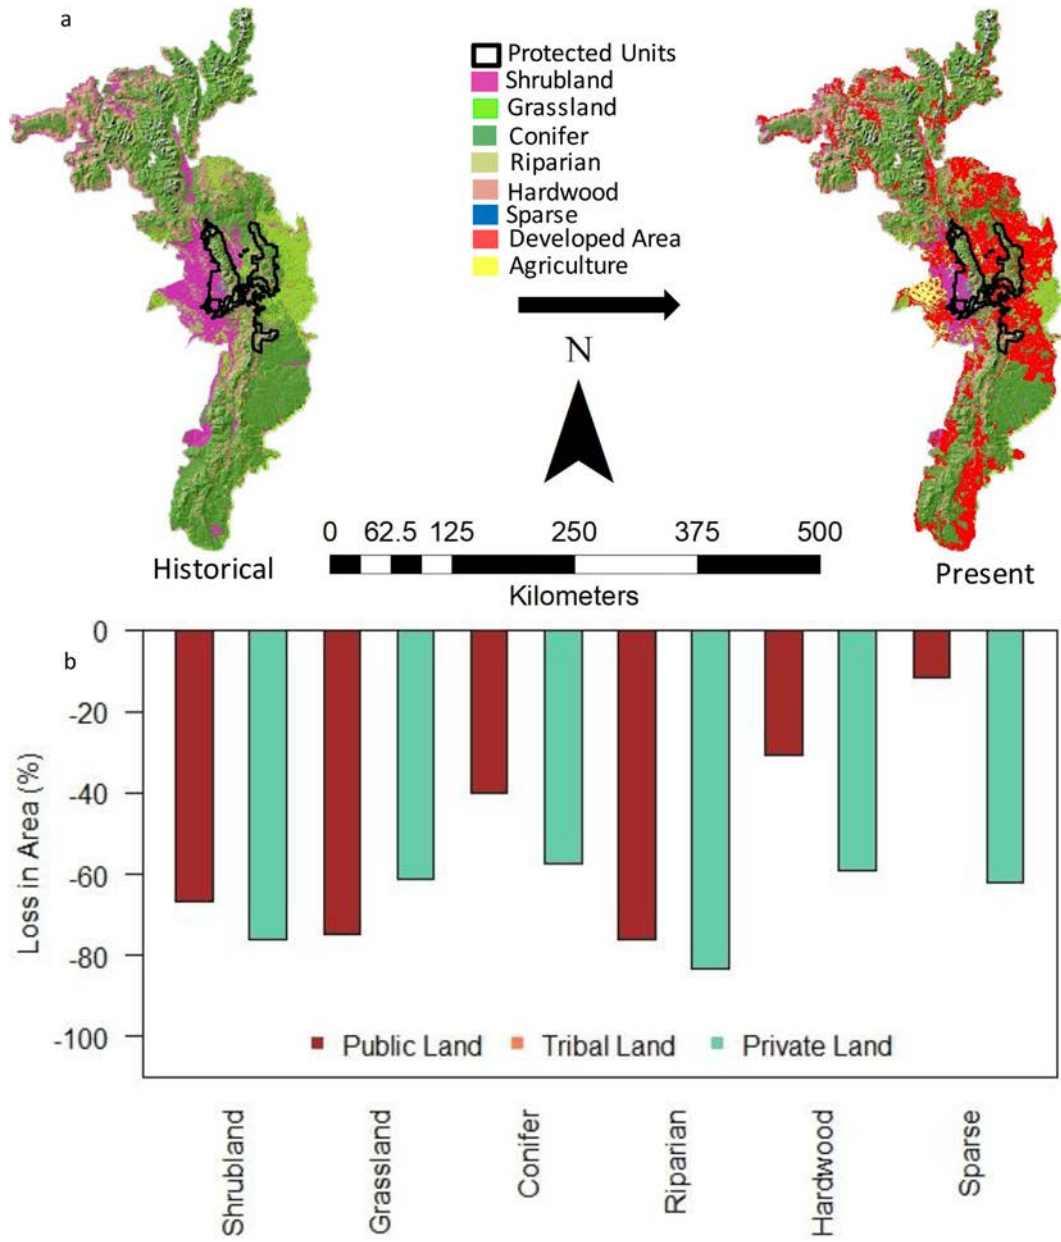 a
Protected Units
Shrubland
Grassland
Conifer
Riparian
Hardwood
Sparse
Developed Area
Agriculture
N
0 62.5 125 250 375 500
Kilometers
Historical
Present
b
0
-20
-40
-60
-80
-100
Loss in Area (%)
Public Land Tribal Land Private Land
Shrubland
Grassland
Conifer
Riparian
Hardwood
Sparse